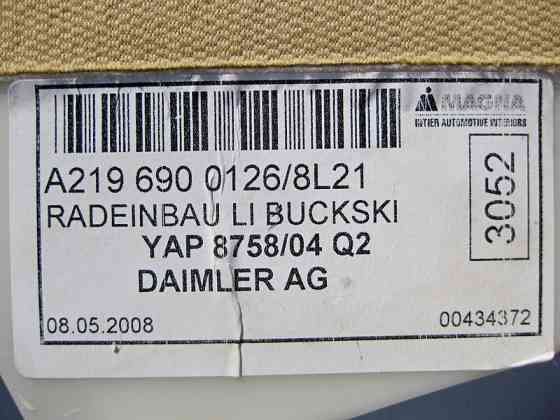 MAGNA
INTIER AUTOMOTIVE INTERIORS
A219 690 0126/8L21
RADEINBAU LI BUCKSKI
YAP 8758/04 Q2
DAIMLER AG
3052
08.05.2008
00434372